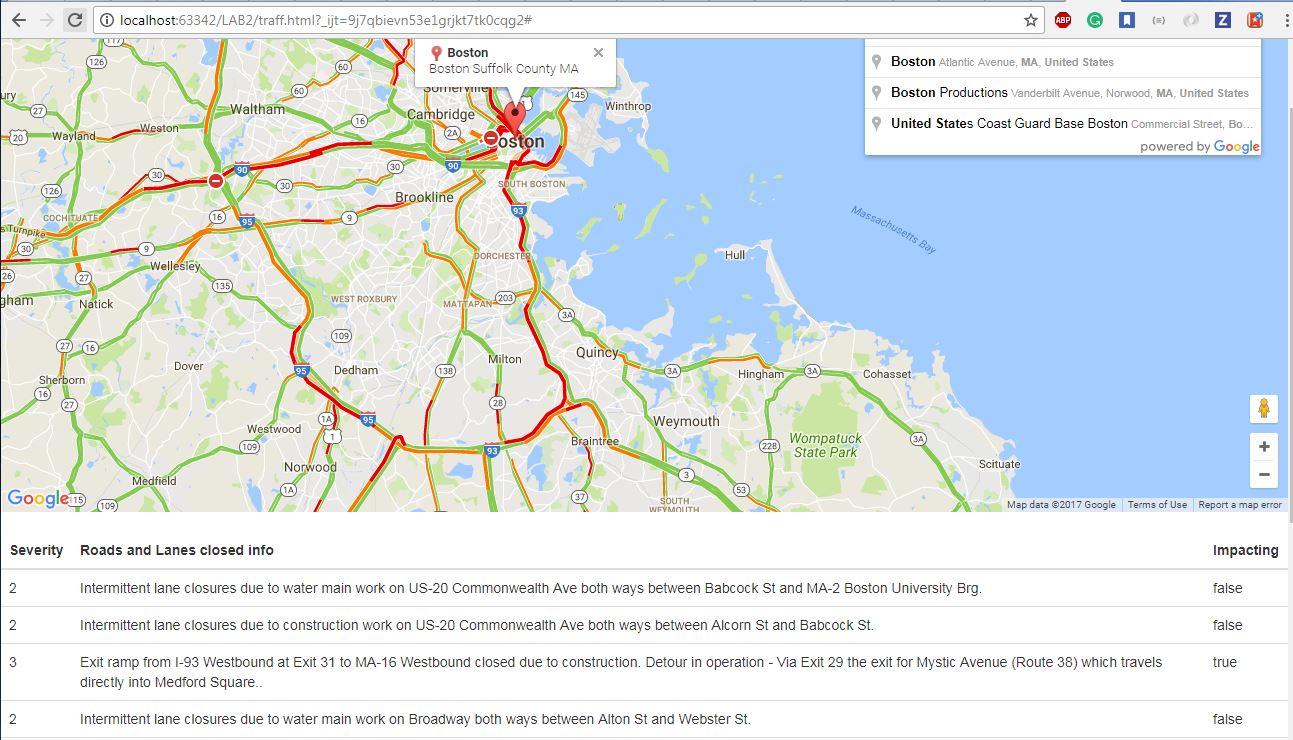 localhost:63342/LAB2/traff.html?_ijt=9j7qbievn53e1grjkt7tk0cqg2#
ABP
Z
Boston
Boston Suffolk County MA
Boston Atlantic Avenue, MA, United States
Boston Productions Vanderbilt Avenue, Norwood, MA, United States
United States Coast Guard Base Boston Commercial Street, Bo...
powered by Google
117
126
60
Somerville
145
Winthrop
Waltham
60
Cambridge
1
ury
27
Weston
16
2A
20
Wayland
oston
90
30
90
30
30
SOUTH BOSTON
126
Brookline
COCHITUATE
16
95
9
93
s Turnpike
Massachusetts Bay
30
9
DORCHESTER
Hull
26
27
Wellesley
135
gham
Natick
WEST ROXBURY
MATTAPAN
203
3A
109
27
16
Dover
Milton
Quincy
95
Dedham
138
3A
Hingham
3A
Cohasset
Sherborn
16
27
28
1A
95
Weymouth
Westwood
1
109
93
Braintree
228
Wompatuck
State Park
3A
Norwood
Scituate
Medfield
3
1A
53
37
Google
115
109
SOUTH
WEYMOUTH
Map data ©2017 Google
Terms of Use
Report a map error
Severity Roads and Lanes closed info Impacting
2 Intermittent lane closures due to water main work on US-20 Commonwealth Ave both ways between Babcock St and MA-2 Boston University Brg. false
2 Intermittent lane closures due to construction work on US-20 Commonwealth Ave both ways between Alcorn St and Babcock St. false
3 Exit ramp from I-93 Westbound at Exit 31 to MA-16 Westbound closed due to construction. Detour in operation - Via Exit 29 the exit for Mystic Avenue (Route 38) which travels true
directly into Medford Square..
2 Intermittent lane closures due to water main work on Broadway both ways between Alton St and Webster St. false